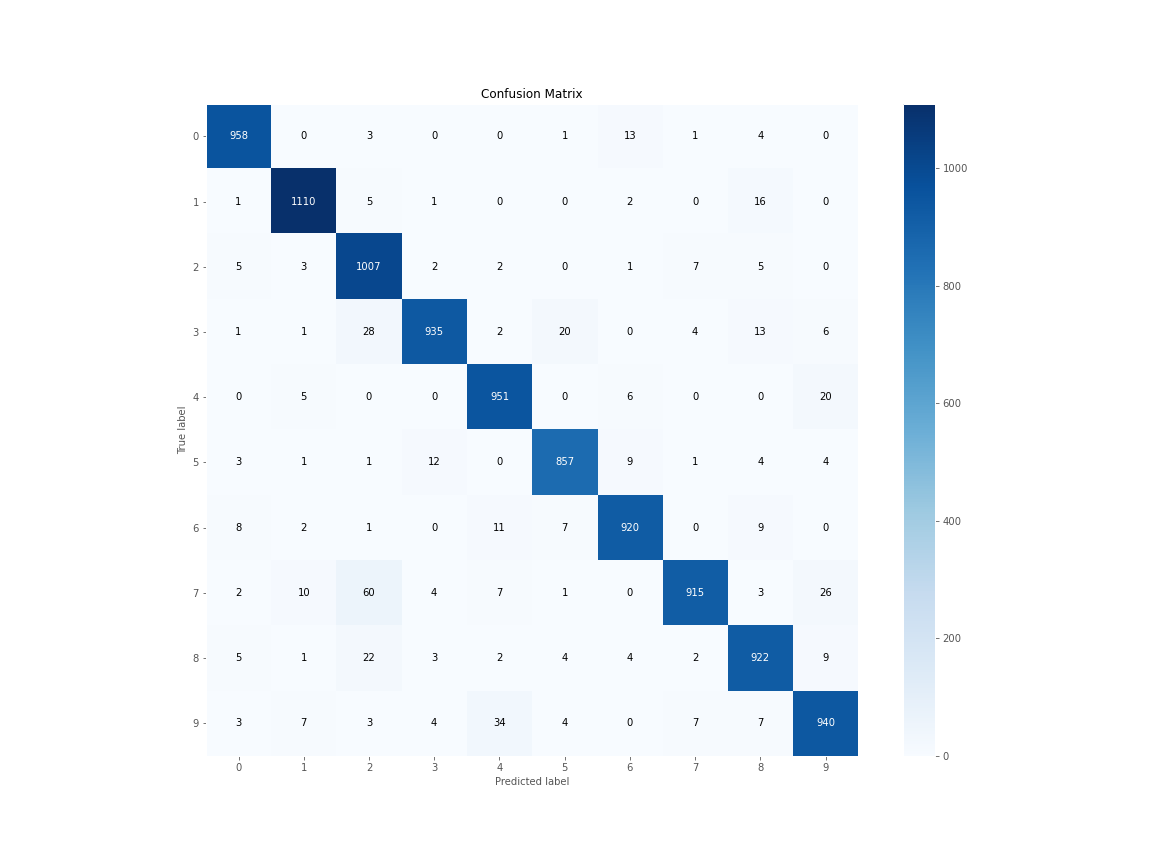 Confusion Matrix
0 958 0 3 0 0 1 13 1 4 0
1 1 1110 5 1 0 0 2 0 16 0
1000
2 5 3 1007 2 2 0 1 7 5 0
800
3 1 1 28 935 2 20 0 4 13 6
4 0 5 0 0 951 0 6 0 0 20
600
True label
5 3 1 1 12 0 857 9 1 4 4
400
6 8 2 1 0 11 7 920 0 9 0
7 2 10 60 4 7 1 0 915 3 26
200
8 5 1 22 3 2 4 4 2 922 9
9 3 7 3 4 34 4 0 7 7 940
0
0 1 2 3 4 5 6 7 8 9
Predicted label